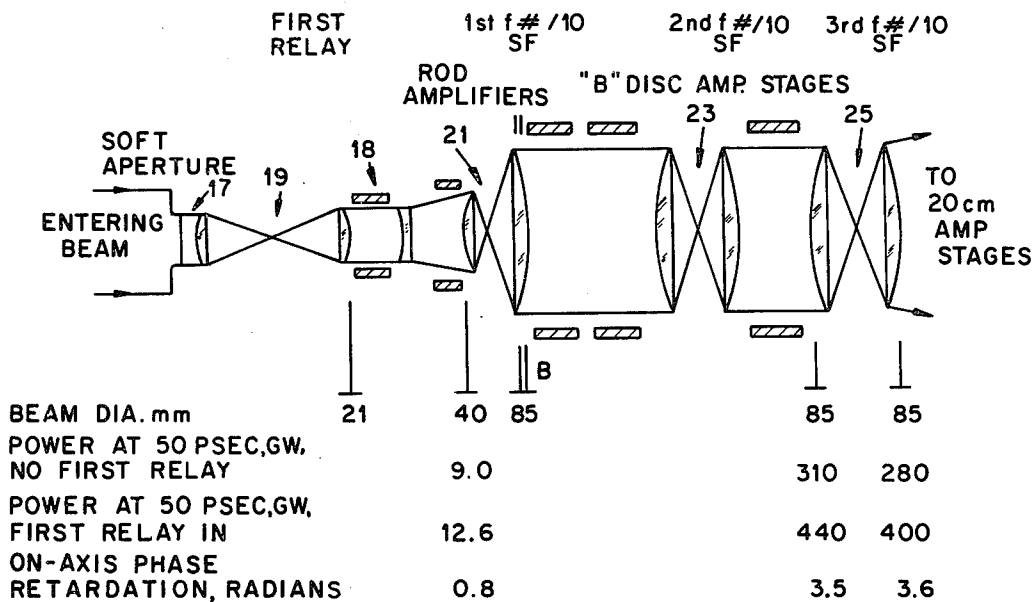 FIRST RELAY
1st f#/10 SF
2nd f#/10 SF
3rd f#/10 SF
ROD AMPLIFIERS
"B" DISC AMP. STAGES
21
23
25
SOFT APERTURE
17
19
18
ENTERING BEAM
TO 20cm AMP STAGES
B
BEAM DIA. mm 21 40 85 85 85
POWER AT 50 PSEC,GW,
NO FIRST RELAY 9.0 310 280
POWER AT 50 PSEC,GW,
FIRST RELAY IN 12.6 440 400
ON-AXIS PHASE
RETARDATION, RADIANS 0.8 3.5 3.6